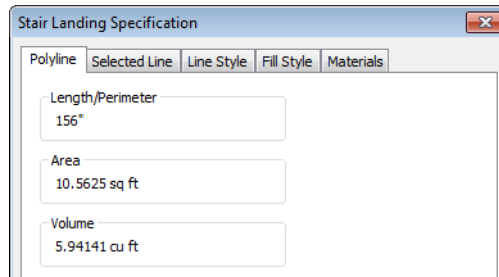 Stair Landing Specification
Polyline Selected Line Line Style Fill Style Materials
Length/Perimeter
156"
Area
10.5625 sq ft
Volume
5.94141 cu ft